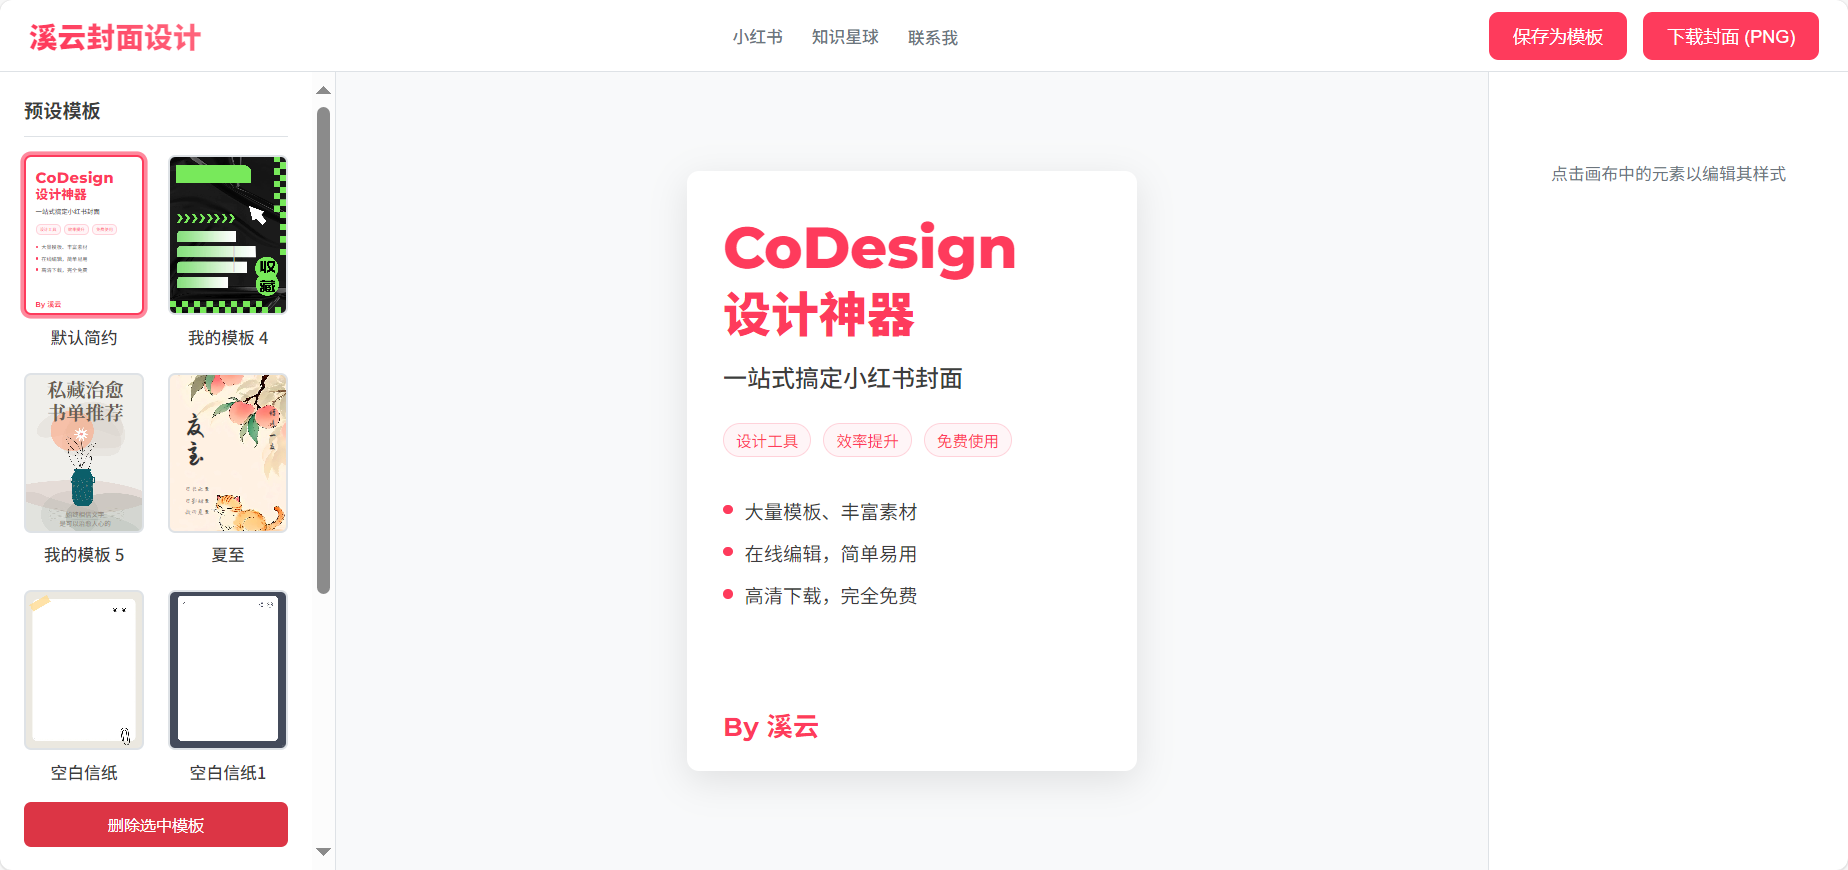 溪云封面设计
小红书 知识星球 联系我
保存为模板 下载封面 (PNG)
预设模板
CoDesign
设计神器
一站式搞定小红书封面
设计工具 效率提升 免费使用
大量模板、丰富素材
在线编辑，简单易用
高清下载，完全免费
By 溪云
默认简约
收藏
我的模板 4
私藏治愈
书单推荐
我的模板 5
夏至
空白信纸
空白信纸1
删除选中模板
CoDesign
设计神器
一站式搞定小红书封面
设计工具 效率提升 免费使用
大量模板、丰富素材
在线编辑，简单易用
高清下载，完全免费
By 溪云
点击画布中的元素以编辑其样式